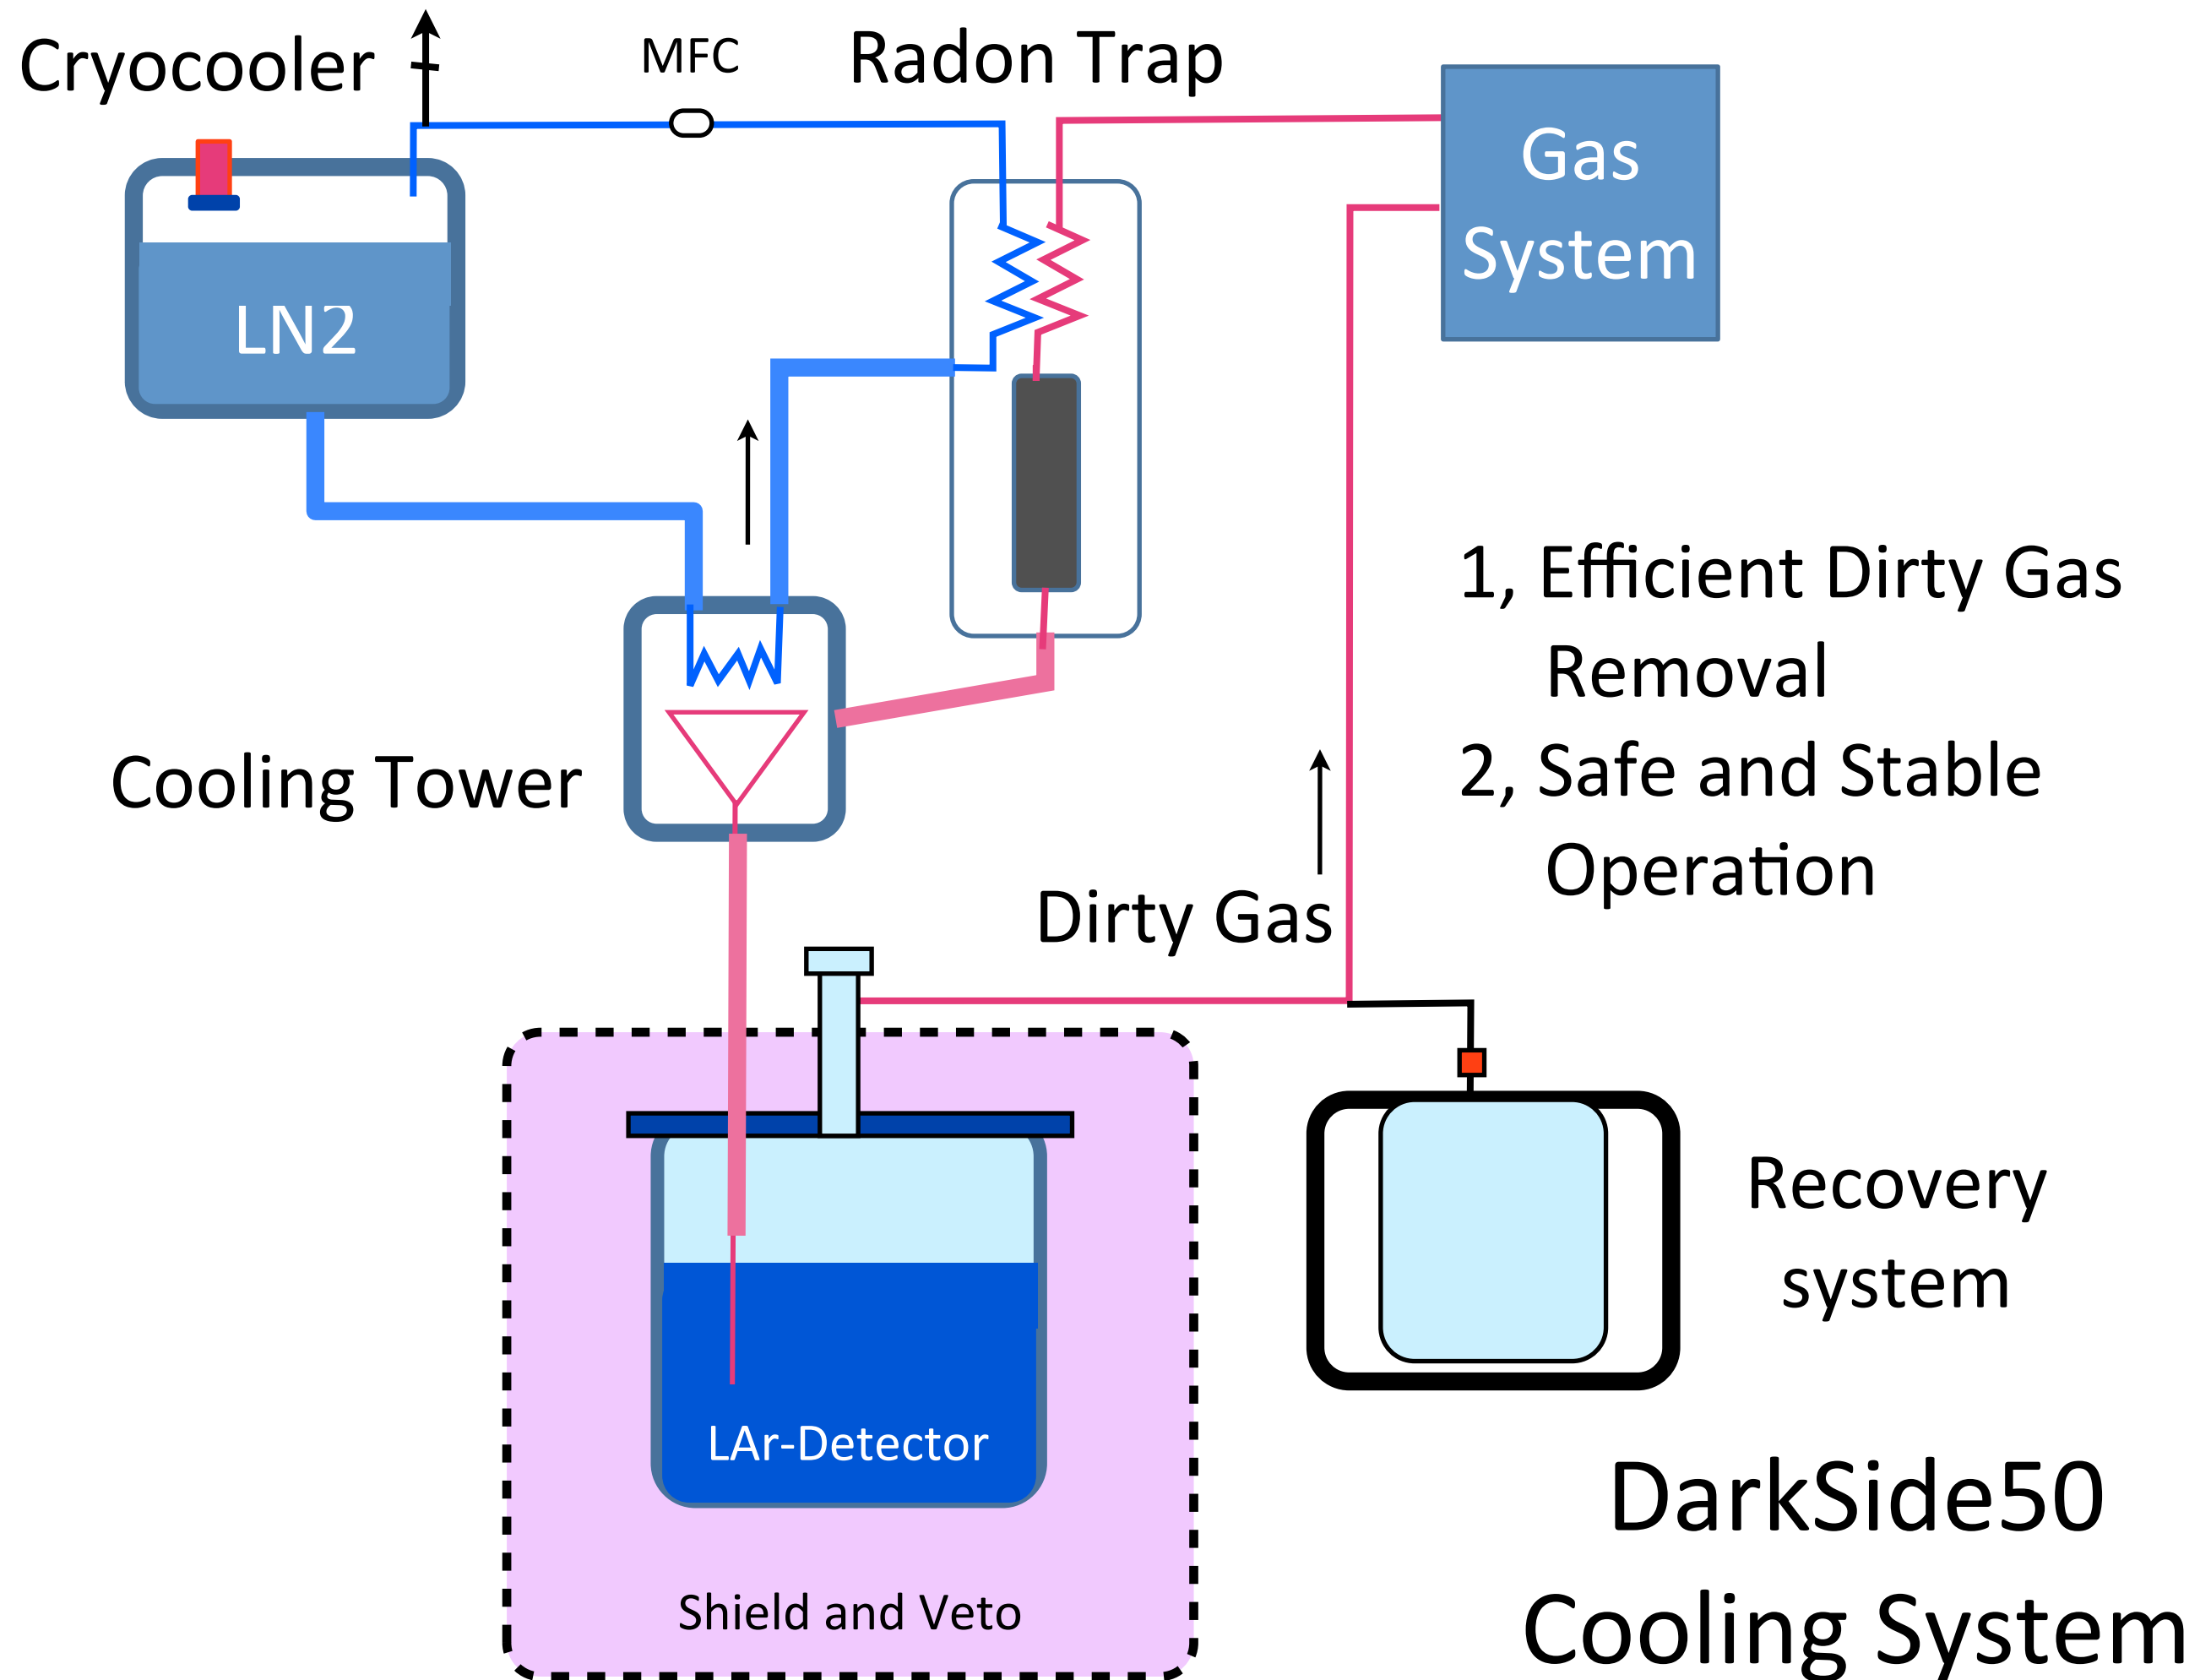 Cryocooler
MFC
Radon Trap
Gas
System
LN2
1, Efficient Dirty Gas
Removal
2, Safe and Stable
Operation
Cooling Tower
Dirty Gas
Recovery
system
LAr-Detector
Shield and Veto
DarkSide50
Cooling System